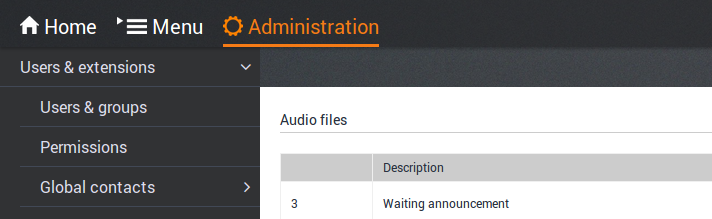 Home Menu Administration
Users & extensions
Users & groups
Permissions
Global contacts
Audio files
Description
3 Waiting announcement